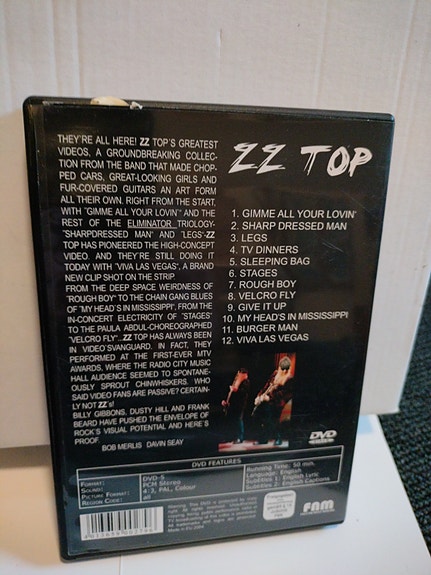 THEY'RE ALL HERE! ZZ TOP'S GREATEST
VIDEOS, A GROUNDBREAKING COLLEC-
TION FROM THE BAND THAT MADE CHOP-
PED CARS, GREAT-LOOKING GIRLS AND
FUR-COVERED GUITARS AN ART FORM
ALL THEIR OWN. RIGHT FROM THE START,
WITH "GIMME ALL YOUR LOVIN'" AND THE
REST OF THE ELIMINATOR TRIOLOGY-
"SHARPDRESSED MAN" AND "LEGS"-ZZ
TOP HAS PIONEERED THE HIGH-CONCEPT
VIDEO. AND THEY'RE STILL DOING IT
TODAY WITH "VIVA LAS VEGAS", A BRAND
NEW CLIP SHOT ON THE STRIP.
FROM THE DEEP SPACE WEIRDNESS OF
"ROUGH BOY" TO THE CHAIN GANG BLUES
OF "MY HEAD'S IN MISSISSIPPI", FROM THE
IN-CONCERT ELECTRICITY OF "STAGES"
TO THE PAULA ABDUL-CHOREOGRAPHED
"VELCRO FLY"...ZZ TOP HAS ALWAYS BEEN
IN VIDEO'SVANGUARD. IN FACT, THEY
PERFORMED AT THE FIRST-EVER MTV
AWARDS, WHERE THE RADIO CITY MUSIC
HALL AUDIENCE SEEMED TO SPONTANE-
OUSLY SPROUT CHINWHISKERS. WHO
SAID VIDEO FANS ARE PASSIVE? CERTAIN-
LY NOT ZZ's!
BILLY GIBBONS, DUSTY HILL AND FRANK
BEARD HAVE PUSHED THE ENVELOPE OF
ROCK'S VISUAL POTENTIAL AND HERE'S
PROOF.
BOB MERLIS DAVIN SEAY
ZZ TOP
1. GIMME ALL YOUR LOVIN'
2. SHARP DRESSED MAN
3. LEGS
4. TV DINNERS
5. SLEEPING BAG
6. STAGES
7. ROUGH BOY
8. VELCRO FLY
9. GIVE IT UP
10. MY HEAD'S IN MISSISSIPPI
11. BURGER MAN
12. VIVA LAS VEGAS
DVD
DVD FEATURES
FORMAT: DVD-5
SOUND: PCM Stereo
PICTURE FORMAT: 4:3, PAL, Colour
REGION CODE: all
Running Time: 50 min.
Language: English
Subtitles 1: English Lyric
Subtitles 2: English Captions
FNM